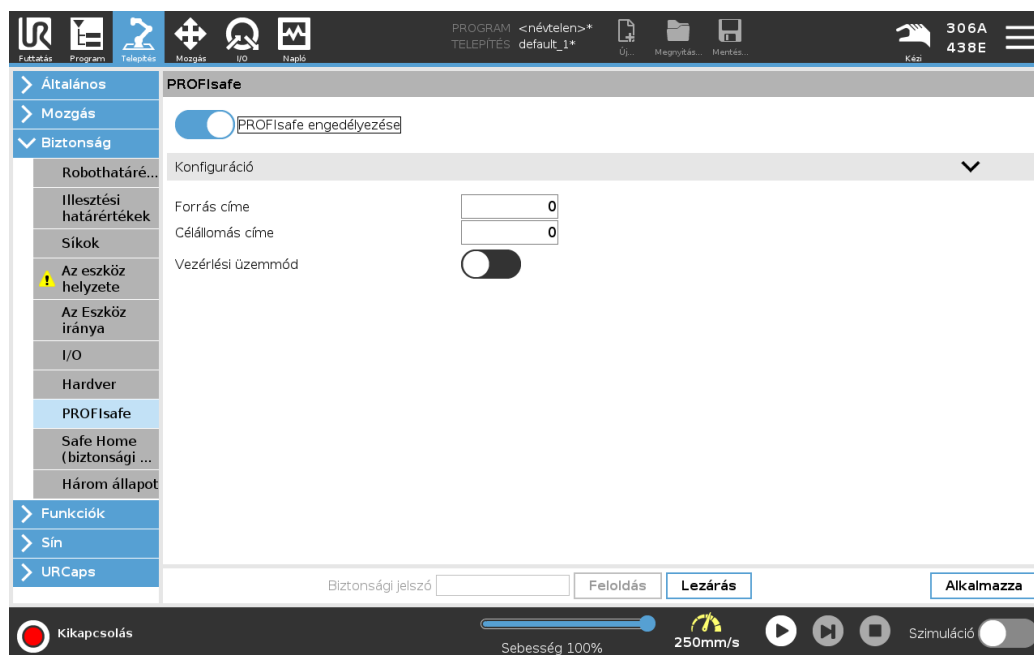 UR
Futtatás
Program
Telepítés
Mozgás
I/O
Napló
PROGRAM <névtelen>*
TELEPÍTÉS default_1*
Új...
Megnyitás...
Mentés...
Kézi
306A
438E
Általános
Mozgás
Biztonság
Robothatáré...
Illesztési
határértékek
Síkok
Az eszköz
helyzete
Az Eszköz
iránya
I/O
Hardver
PROFIsafe
Safe Home
(biztonsági ...
Három állapot
Funkciók
Sín
URCaps
PROFIsafe
PROFIsafe engedélyezése
Konfiguráció
Forrás címe 0
Célállomás címe 0
Vezérlési üzemmód
Biztonsági jelszó
Feloldás
Lezárás
Alkalmazza
Kikapcsolás
Sebesség 100%
250mm/s
Szimuláció